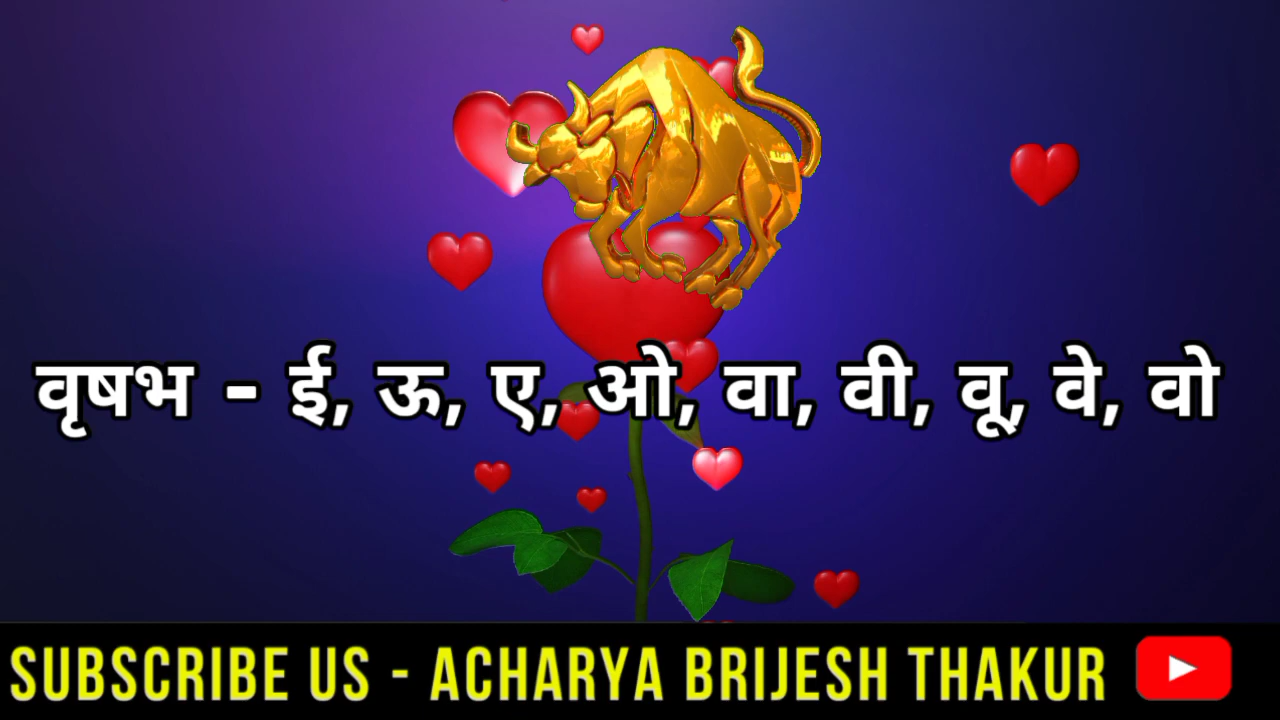 वृषभ - ई, ऊ, ए, ओ, वा, वी, वू, वे, वो
SUBSCRIBE US - ACHARYA BRIJESH THAKUR